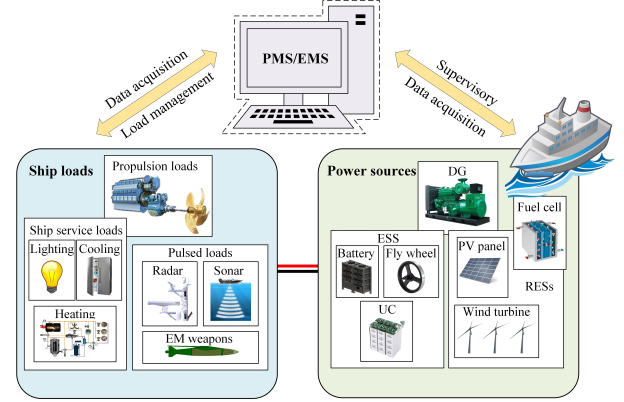 PMS/EMS
Data acquisition
Load management
Supervisory
Data acquisition
Ship loads
Propulsion loads
Ship service loads
Lighting
Cooling
Heating
Pulsed loads
Radar
Sonar
EM weapons
Power sources
DG
Fuel cell
ESS
Battery
Fly wheel
UC
PV panel
RESs
Wind turbine